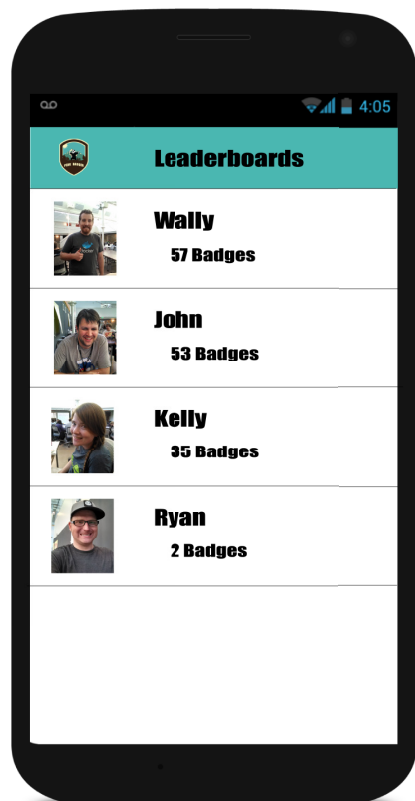 4:05
Leaderboards
Wally
57 Badges
John
53 Badges
Kelly
35 Badges
Ryan
2 Badges